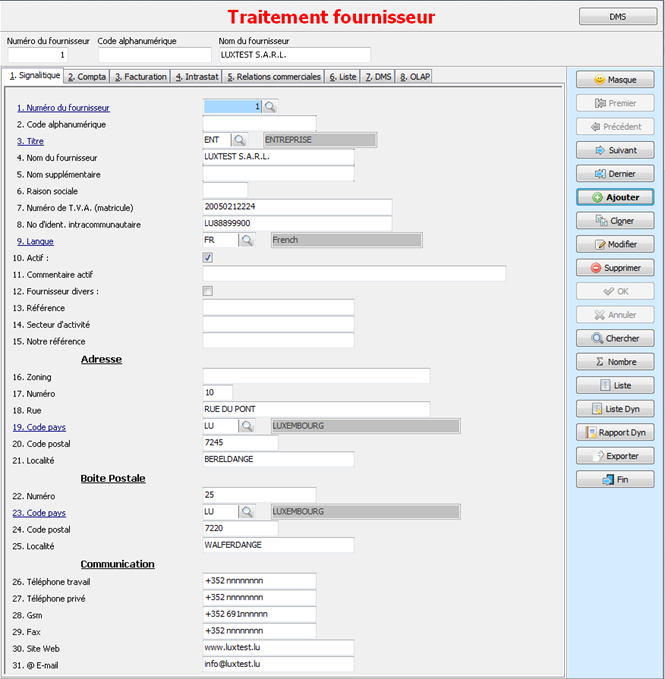 Traitement fournisseur
DMS
Numéro du fournisseur Code alphanumérique Nom du fournisseur
1 LUXTEST S.A.R.L.
1. Signalitique 2. Compta 3. Facturation 4. Intrastat 5. Relations commerciales 6. Liste 7. DMS 8. OLAP
1. Numéro du fournisseur 1
2. Code alphanumérique
3. Titre ENT ENTREPRISE
4. Nom du fournisseur LUXTEST S.A.R.L.
5. Nom supplémentaire
6. Raison sociale
7. Numéro de T.V.A. (matricule) 20050212224
8. No d'ident. intracommunautaire LU88899900
9. Langue FR French
10. Actif :
11. Commentaire actif
12. Fournisseur divers :
13. Référence
14. Secteur d'activité
15. Notre référence
Adresse
16. Zoning
17. Numéro 10
18. Rue RUE DU PONT
19. Code pays LU LUXEMBOURG
20. Code postal 7245
21. Localité BERELDANGE
Boite Postale
22. Numéro 25
23. Code pays LU LUXEMBOURG
24. Code postal 7220
25. Localité WALFERDANGE
Communication
26. Téléphone travail +352 nnnnnnnn
27. Téléphone privé +352 nnnnnnnn
28. Gsm +352 691nnnnnn
29. Fax +352 nnnnnnnn
30. Site Web www.luxtest.lu
31. @ E-mail info@luxtest.lu
Masque
Premier
Précédent
Suivant
Dernier
Ajouter
Cloner
Modifier
Supprimer
OK
Annuler
Chercher
Nombre
Liste
Liste Dyn
Rapport Dyn
Exporter
Fin